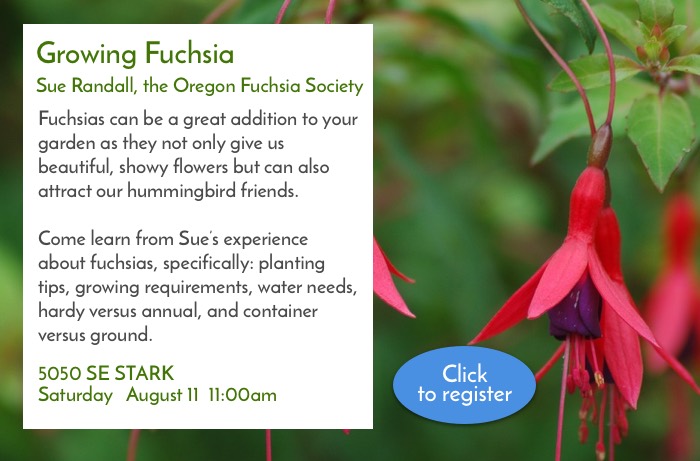 Growing Fuchsia
Sue Randall, the Oregon Fuchsia Society
Fuchsias can be a great addition to your
garden as they not only give us
beautiful, showy flowers but can also
attract our hummingbird friends.
Come learn from Sue's experience
about fuchsias, specifically: planting
tips, growing requirements, water needs,
hardy versus annual, and container
versus ground.
5050 SE STARK
Saturday August 11 11:00am
Click
to register